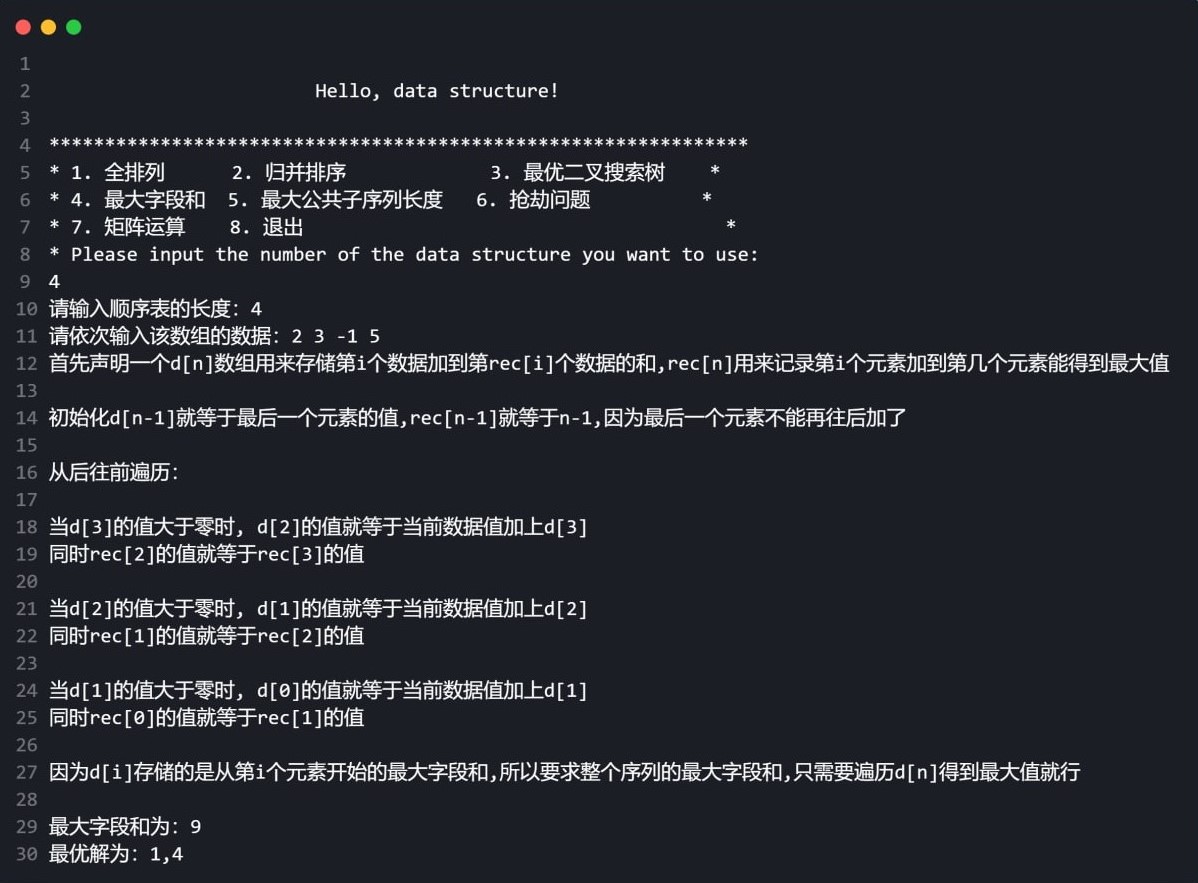 1
2 Hello, data structure!
3
4 ***************************************************************
5 * 1. 全排列 2. 归并排序 3. 最优二叉搜索树 *
6 * 4. 最大字段和 5. 最大公共子序列长度 6. 抢劫问题 *
7 * 7. 矩阵运算 8. 退出 *
8 * Please input the number of the data structure you want to use:
9 4
10 请输入顺序表的长度: 4
11 请依次输入该数组的数据: 2 3 -1 5
12 首先声明一个d[n]数组用来存储第i个数据加到第rec[i]个数据的和,rec[n]用来记录第i个元素加到第几个元素能得到最大值
13
14 初始化d[n-1]就等于最后一个元素的值,rec[n-1]就等于n-1,因为最后一个元素不能再往后加了
15
16 从后往前遍历:
17
18 当d[3]的值大于零时, d[2]的值就等于当前数据值加上d[3]
19 同时rec[2]的值就等于rec[3]的值
20
21 当d[2]的值大于零时, d[1]的值就等于当前数据值加上d[2]
22 同时rec[1]的值就等于rec[2]的值
23
24 当d[1]的值大于零时, d[0]的值就等于当前数据值加上d[1]
25 同时rec[0]的值就等于rec[1]的值
26
27 因为d[i]存储的是从第i个元素开始的最大字段和,所以要求整个序列的最大字段和,只需要遍历d[n]得到最大值就行
28
29 最大字段和为: 9
30 最优解为: 1,4